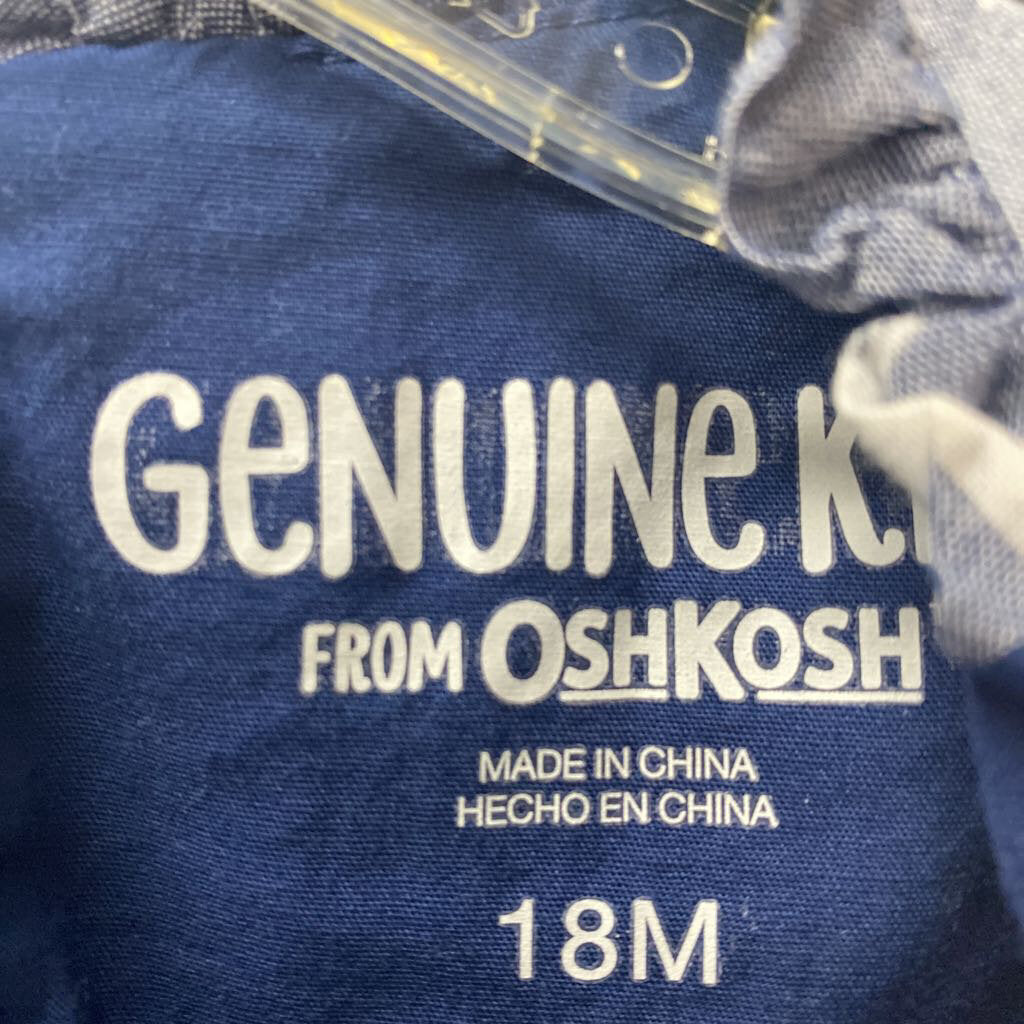 GeNUINe
FROM OSHKOSH
MADE IN CHINA
HECHO EN CHINA
18M